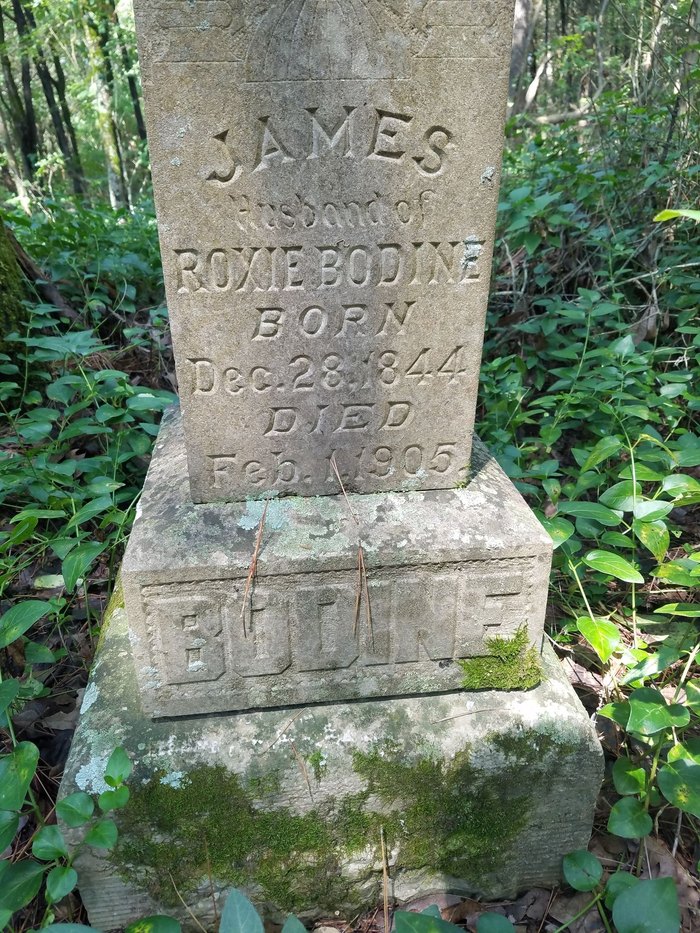 JAMES
Husband of
ROXIE BODINE
BORN
Dec. 28, 1844
DIED
Feb. 1, 1905.
BODINE